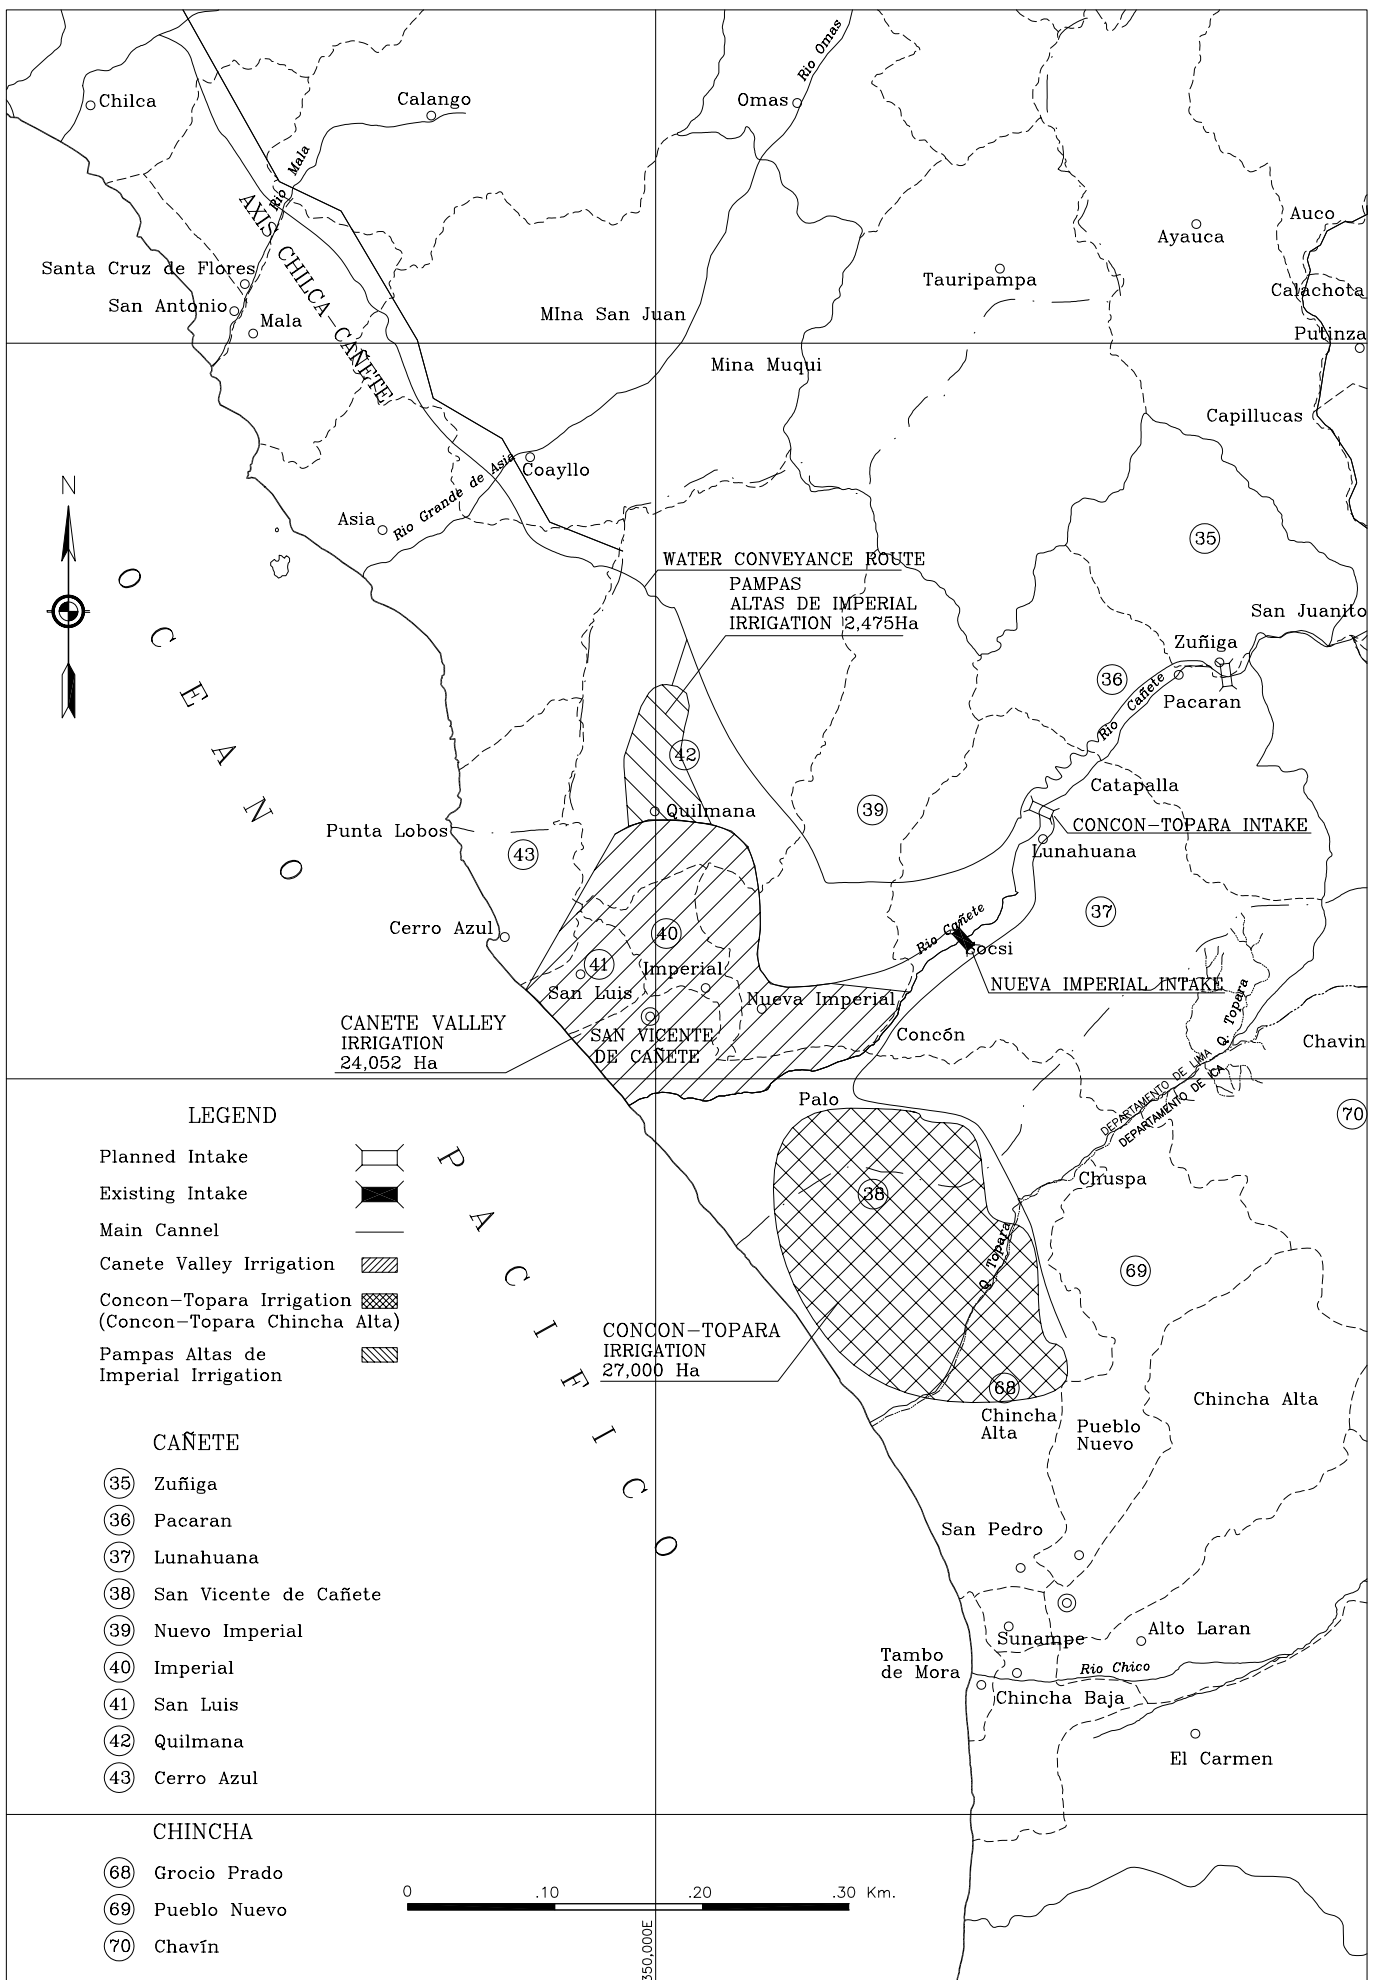 Rio Omas
Chilca
Calango
Omas
Rio Mala
Auco
Ayauca
AXIS CHILCA-CAÑETE
Santa Cruz de Flores
Tauripampa
San Antonio
Calachota
MIna San Juan
Mala
Putinza
Mina Muqui
Capillucas
Coayllo
N
Rio Grande de Asia
Asia
35
WATER CONVEYANCE ROUTE
PAMPAS
ALTAS DE IMPERIAL
IRRIGATION 2,475Ha
OCEANO
San Juanito
Zuñiga
36
Rio Cañete
Pacaran
42
Catapalla
Quilmana
39
CONCON-TOPARA INTAKE
Punta Lobos
43
Lunahuana
37
Rio Cañete
Cerro Azul
40
Socsi
41
Imperial
NUEVA IMPERIAL INTAKE
San Luis
Nueva Imperial
Q. Topara
CANETE VALLEY
IRRIGATION
24,052 Ha
SAN VICENTE
DE CAÑETE
Concón
Chavin
DEPARTAMENTO DE LIMA
DEPARTAMENTO DE ICA
Palo
70
LEGEND
Planned Intake
Existing Intake
Main Cannel
Canete Valley Irrigation
Concon-Topara Irrigation
(Concon-Topara Chincha Alta)
Pampas Altas de
Imperial Irrigation
PACIFICO
Chuspa
38
Q. Topara
69
CONCON-TOPARA
IRRIGATION
27,000 Ha
68
Chincha
Alta
Pueblo
Nuevo
Chincha Alta
CAÑETE
35 Zuñiga
36 Pacaran
37 Lunahuana
38 San Vicente de Cañete
39 Nuevo Imperial
40 Imperial
41 San Luis
42 Quilmana
43 Cerro Azul
San Pedro
Sunampe
Alto Laran
Tambo
de Mora
Rio Chico
Chincha Baja
El Carmen
CHINCHA
68 Grocio Prado
69 Pueblo Nuevo
70 Chavín
0 .10 .20 .30 Km.
350,000E